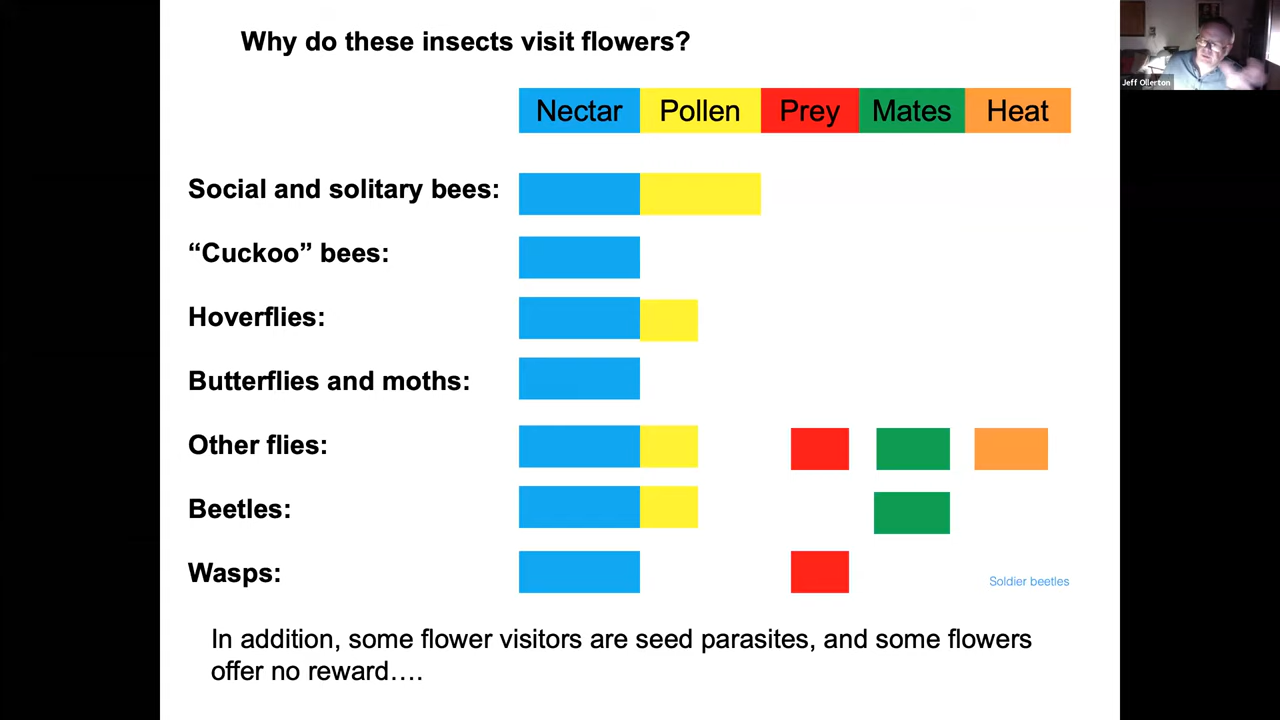 Why do these insects visit flowers?
Jeff Ollerton
Nectar Pollen Prey Mates Heat
Social and solitary bees:
“Cuckoo” bees:
Hoverflies:
Butterflies and moths:
Other flies:
Beetles:
Wasps:
Soldier beetles
In addition, some flower visitors are seed parasites, and some flowers
offer no reward….